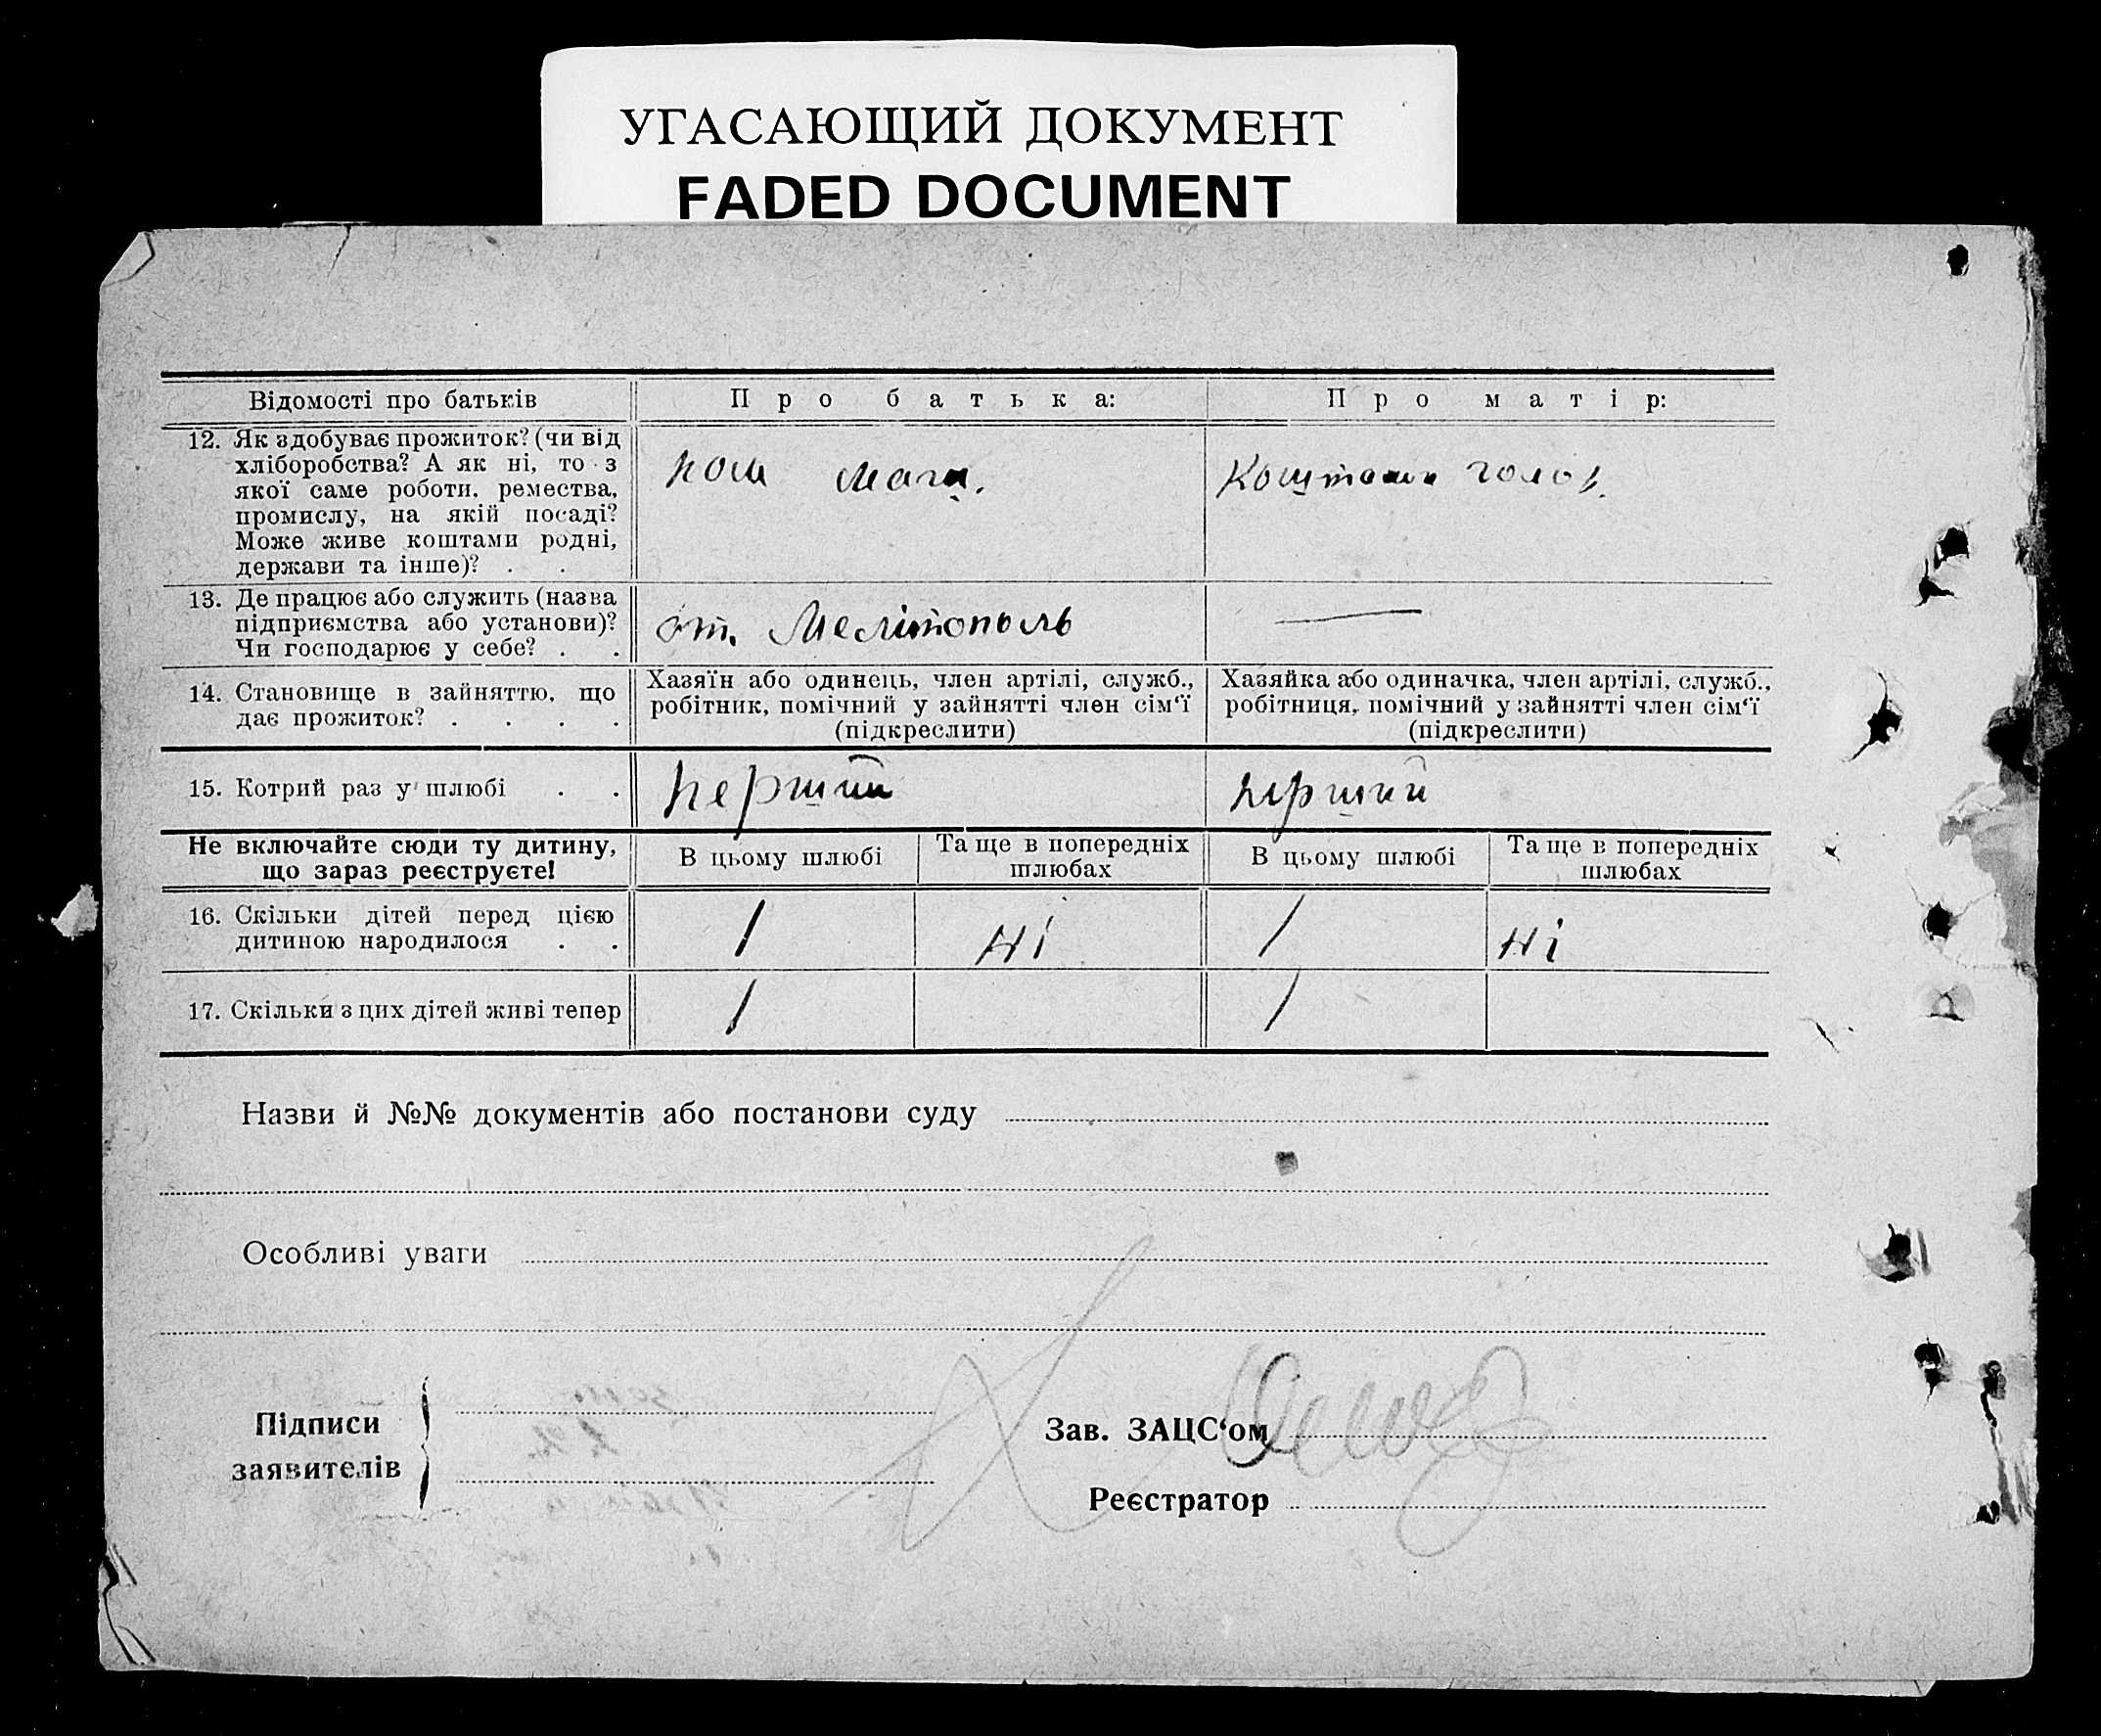 УГАСАЮЩИЙ ДОКУМЕНТ
FADED DOCUMENT
Відомості про батьків
Про батька:
Про матір:
12. Як здобуває прожиток? (чи від
хліборобства? А як ні, то з
якої саме роботи, ремества,
промислу, на якій посаді?
Може живе коштами родні,
держави та інше)? . .
пом маш.
Коштами голов.
13. Де працює або служить (назва
підприємства або установи)?
Чи господарює у себе? . .
ст. Мелітополь
—
14. Становище в зайняттю, що
дає прожиток? . . . .
Хазяїн або одинець, член артілі, служб.,
робітник, помічний у зайнятті член сім‘ї
(підкреслити)
Хазяйка або одиначка, член артілі, служб.,
робітниця, помічний у зайнятті член сім‘ї
(підкреслити)
15. Котрий раз у шлюбі . .
перший
перший
Не включайте сюди ту дитину,
що зараз реєструєте!
В цьому шлюбі
Та ще в попередніх
шлюбах
В цьому шлюбі
Та ще в попередніх
шлюбах
16. Скільки дітей перед цією
дитиною народилося . .
1
ні
1
ні
17. Скільки з цих дітей живі тепер
1
1
Назви й №№ документів або постанови суду
Особливі уваги
Підписи
заявителів
Зав. ЗАЦС‘ом
Реєстратор